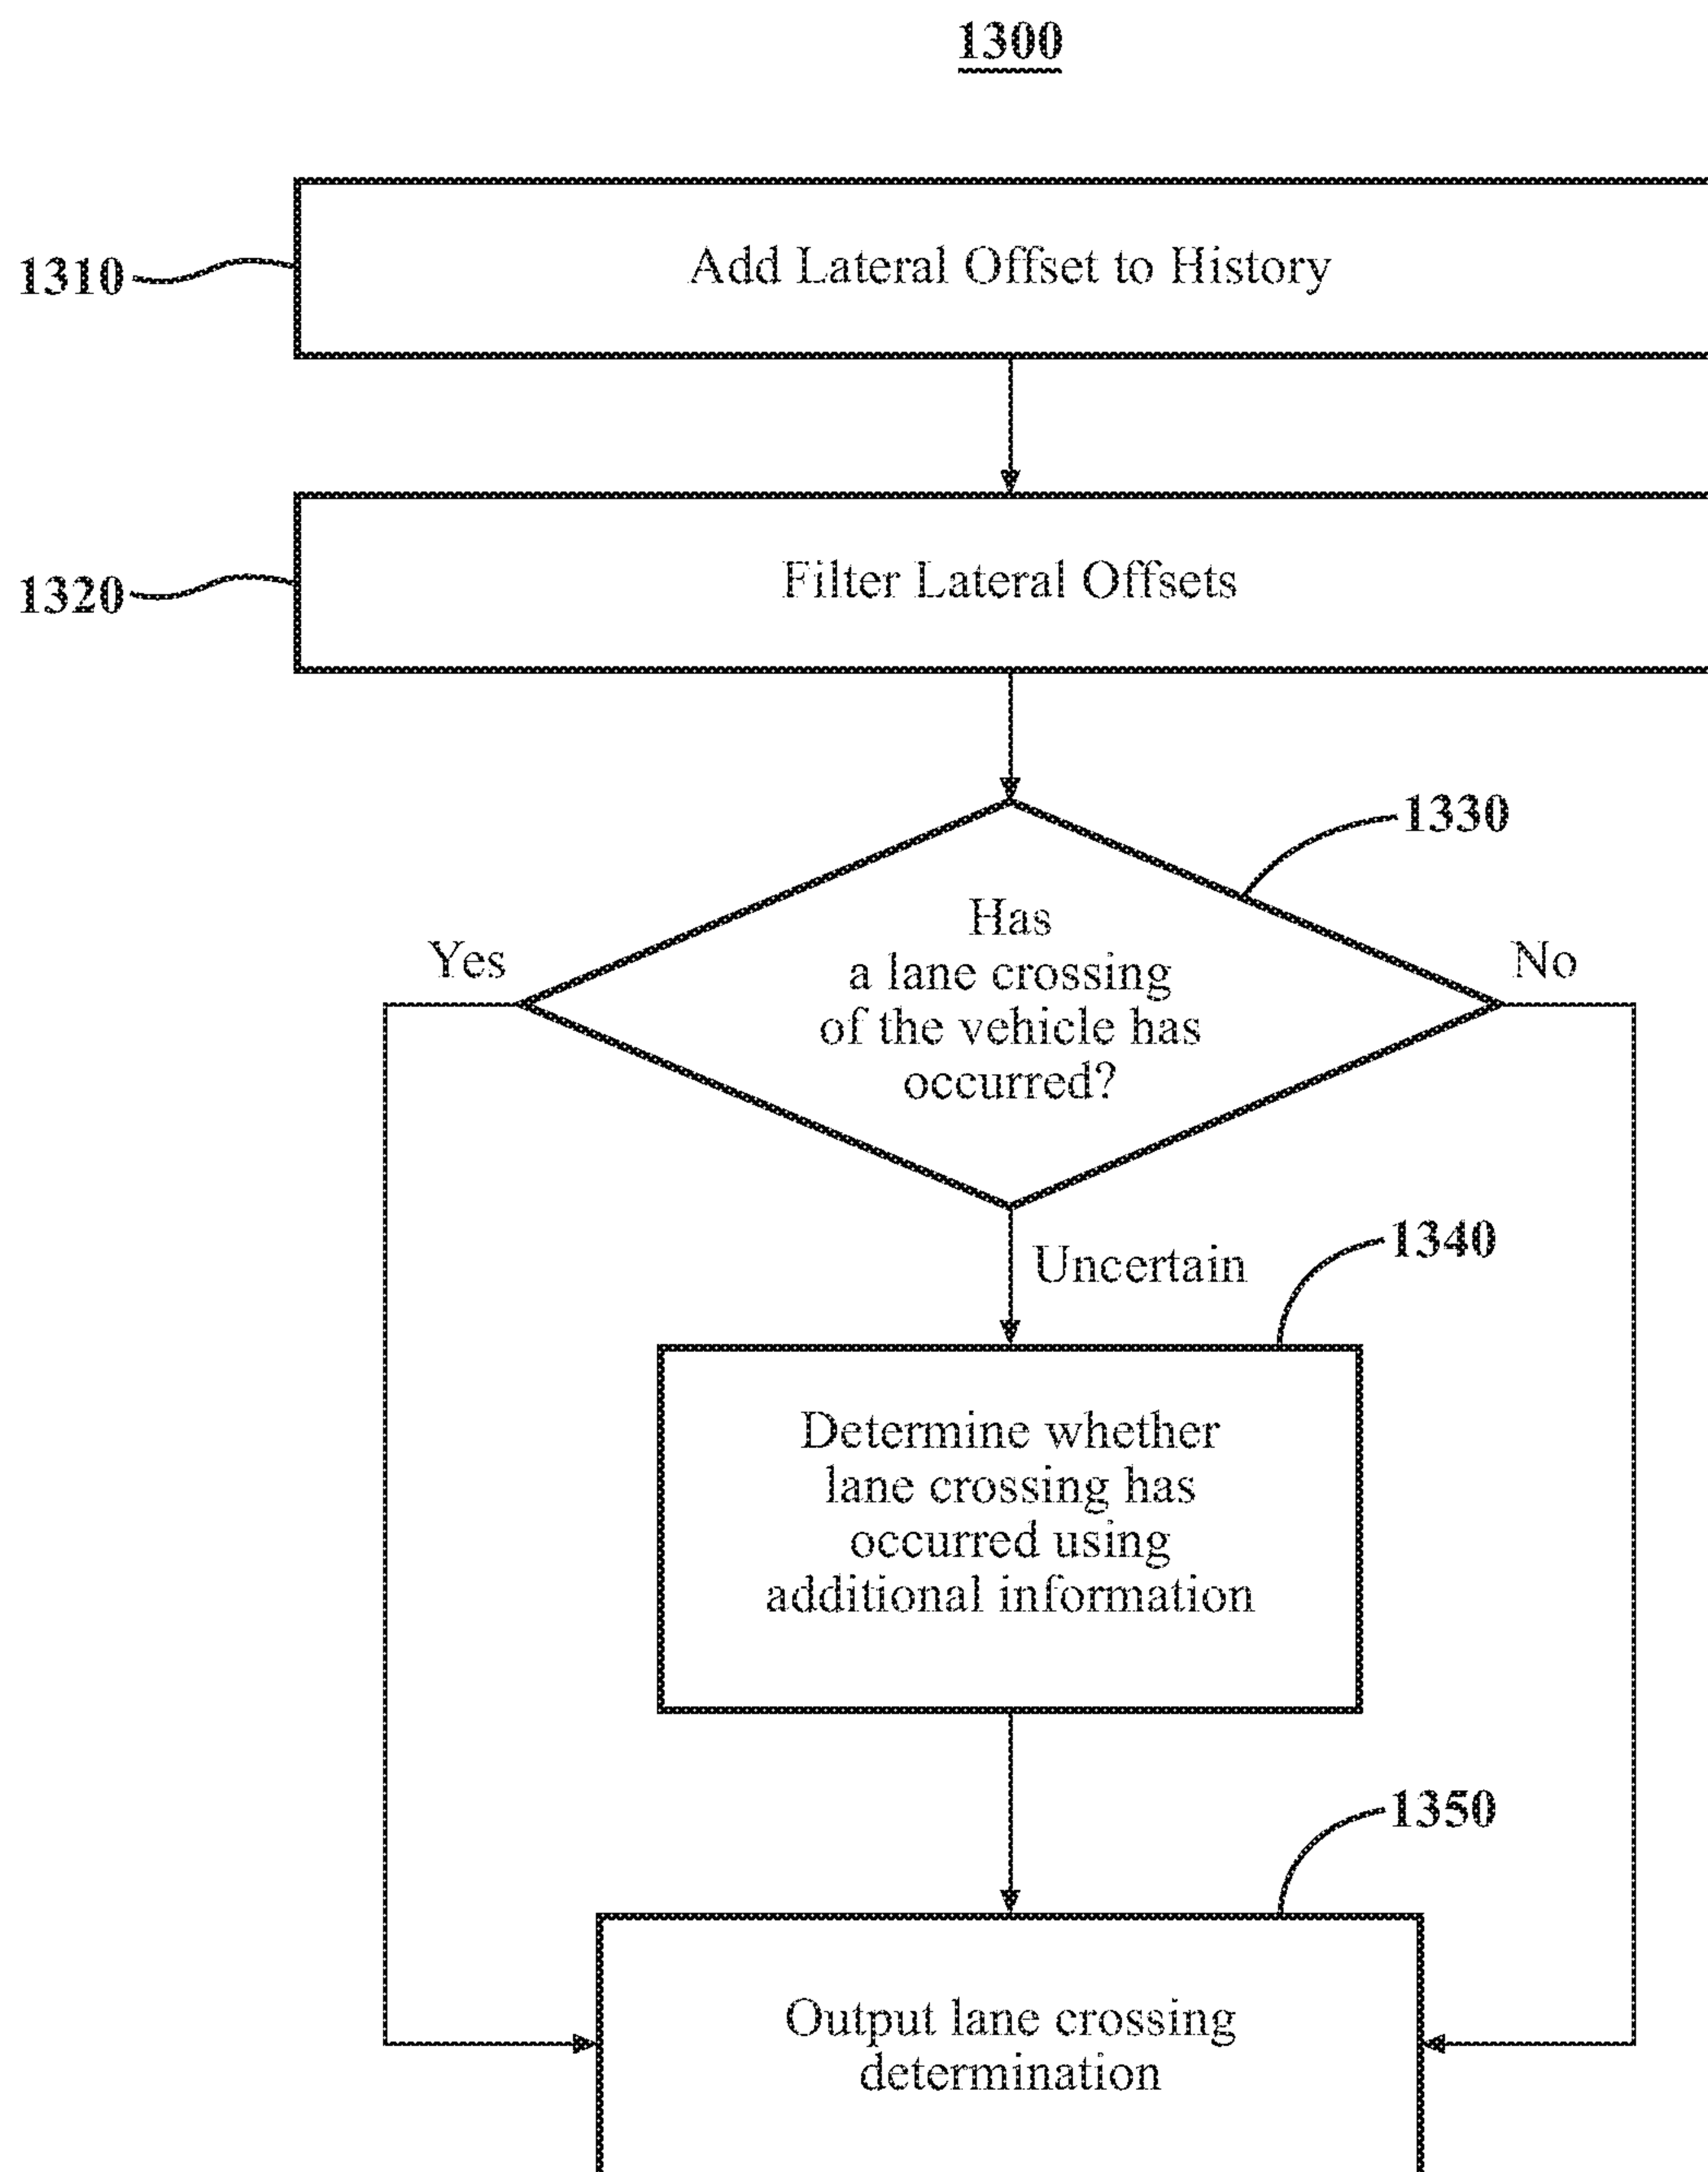 1300
1310
Add Lateral Offset to History
1320
Filter Lateral Offsets
1330
Yes
No
Has
a lane crossing
of the vehicle has
occurred?
Uncertain
1340
Determine whether
lane crossing has
occurred using
additional information
1350
Output lane crossing
determination